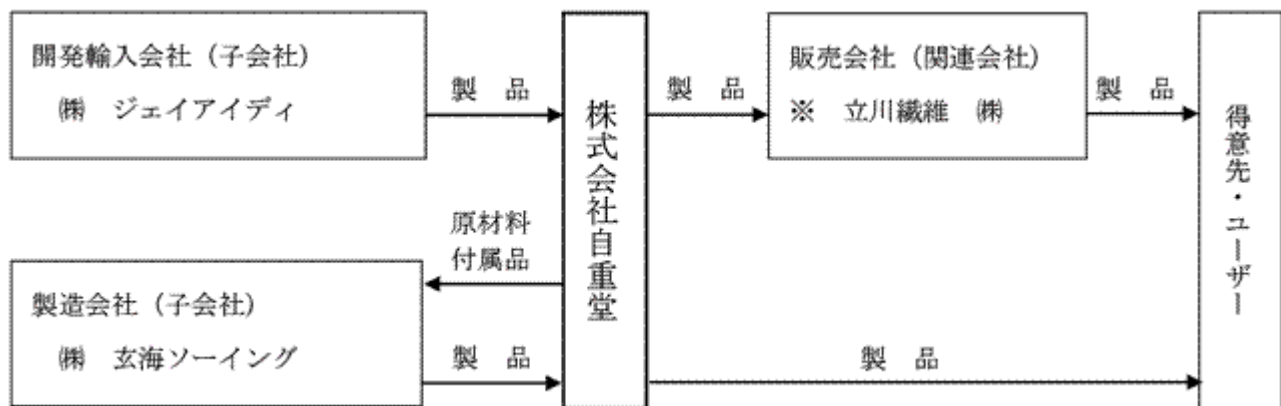 開発輸入会社（子会社）
㈱　ジェイアイディ
製　品
株式会社自重堂
製　品
販売会社（関連会社）
※　立川繊維　㈱
製　品
得意先・ユーザー
原材料
付属品
製造会社（子会社）
㈱　玄海ソーイング
製　品
製　品